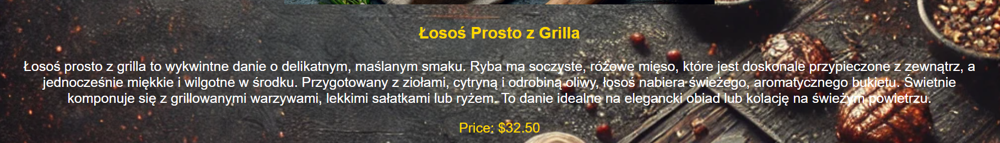 Łosoś Prosto z Grilla
Łosoś prosto z grilla to wykwintne danie o delikatnym, maślanym smaku. Ryba ma soczyste, różowe mięso, które jest doskonale przypieczone z zewnątrz, a
jednocześnie miękkie i wilgotne w środku. Przygotowany z ziołami, cytryną i odrobiną oliwy, łosoś nabiera świeżego, aromatycznego bukietu. Świetnie
komponuje się z grillowanymi warzywami, lekkimi sałatkami lub ryżem. To danie idealne na elegancki obiad lub kolację na świeżym powietrzu.
Price: $32.50